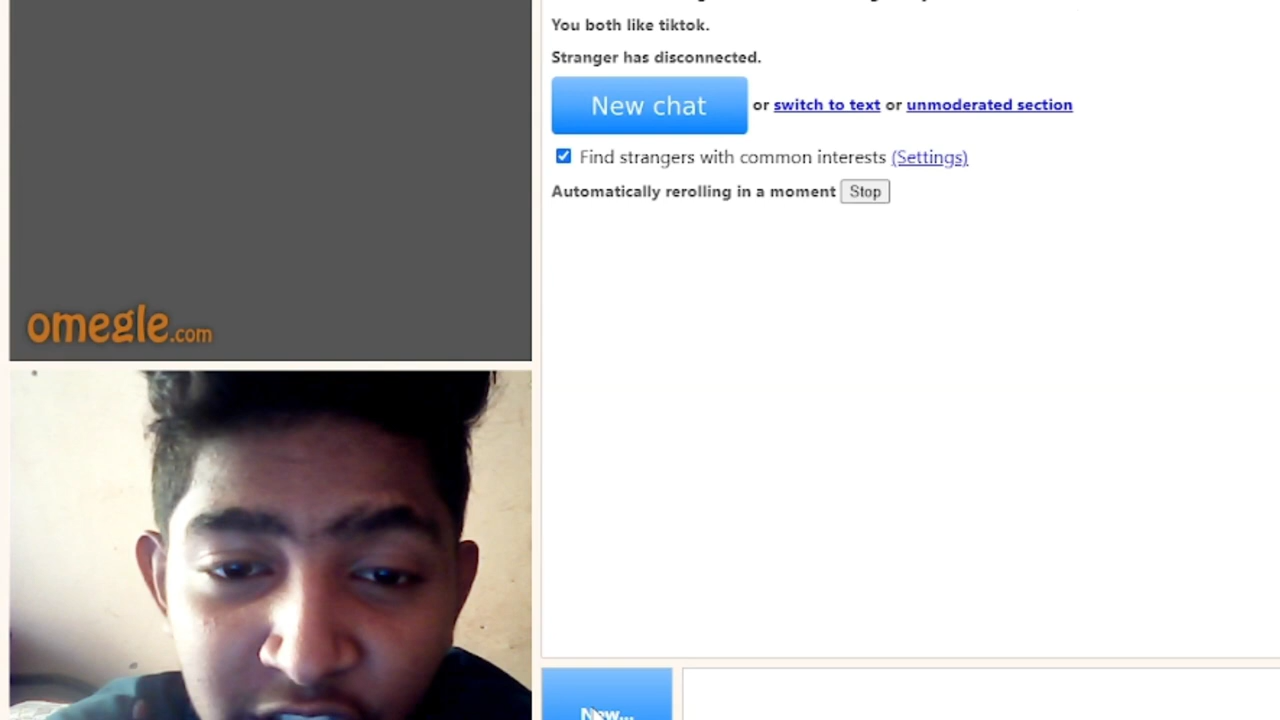 You both like tiktok.
Stranger has disconnected.
New chat or switch to text or unmoderated section
Find strangers with common interests (Settings)
Automatically rerolling in a moment Stop
omegle.com
New...